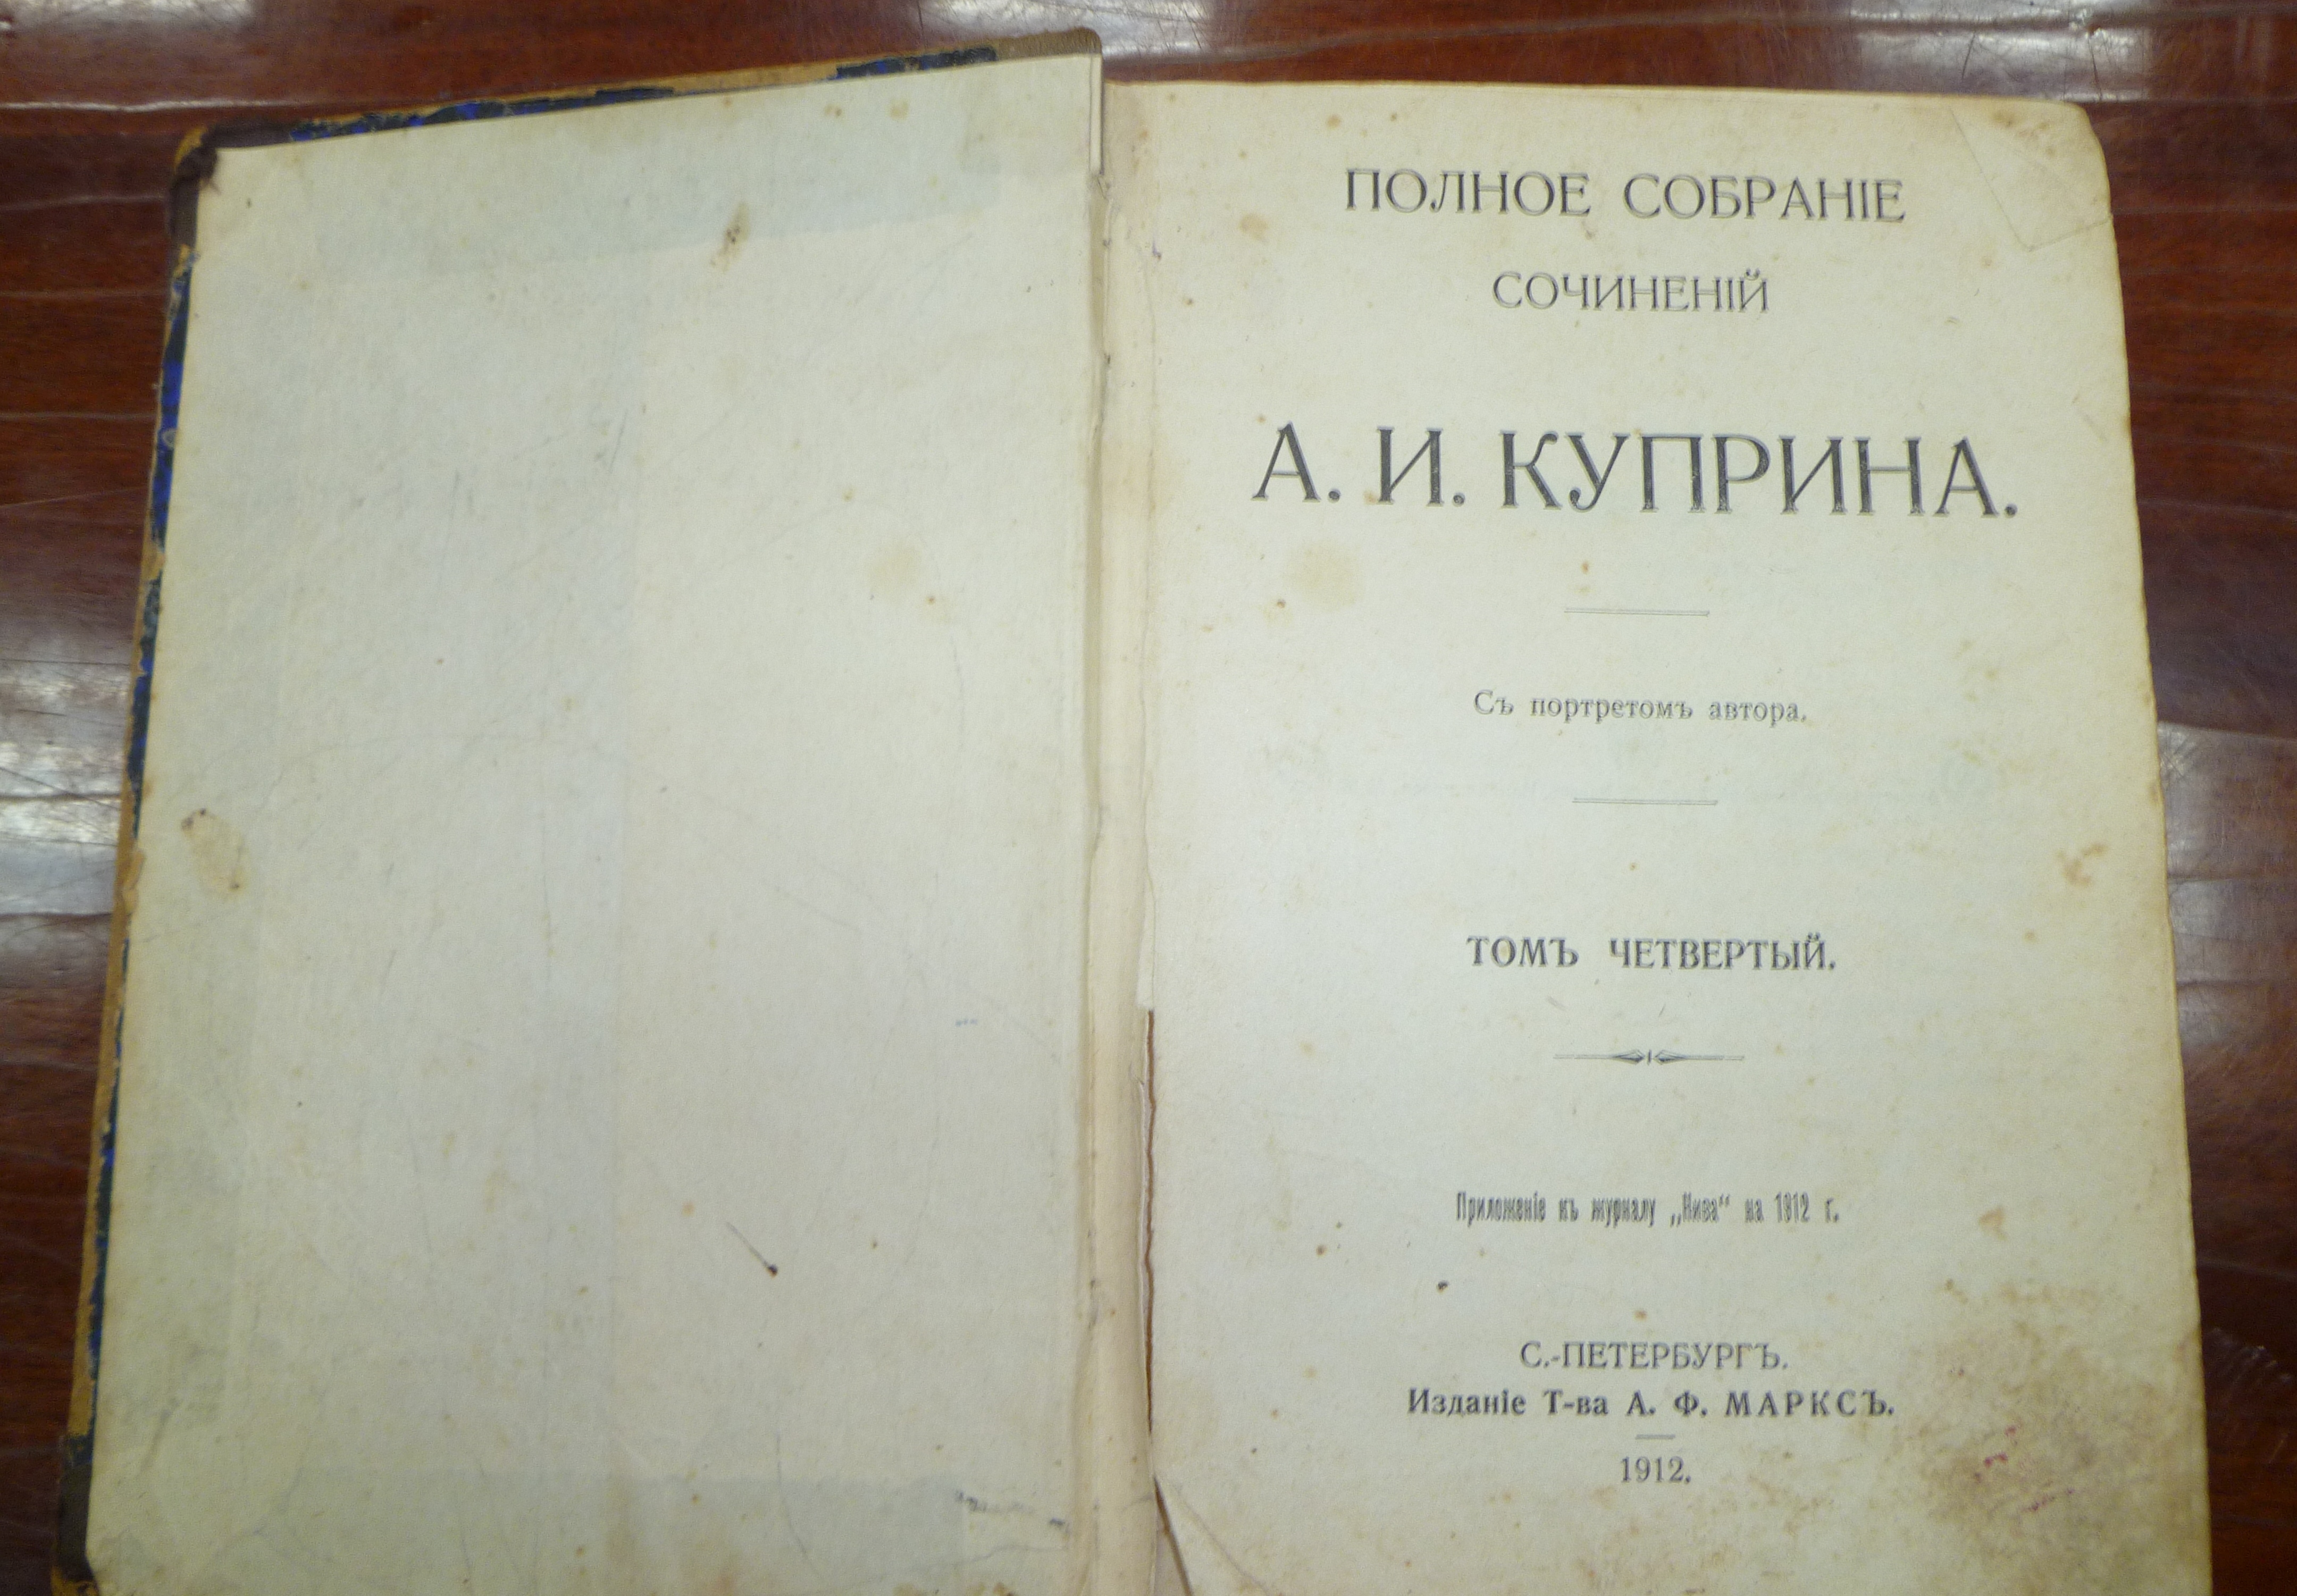 ПОЛНОЕ СОБРАНІЕ
СОЧИНЕНІЙ
А. И. КУПРИНА.
Съ портретомъ автора.
ТОМЪ ЧЕТВЕРТЫЙ.
Приложеніе къ журналу „Нива“ на 1912 г.
С.-ПЕТЕРБУРГЪ.
Изданіе Т-ва А. Ф. МАРКСЪ.
1912.